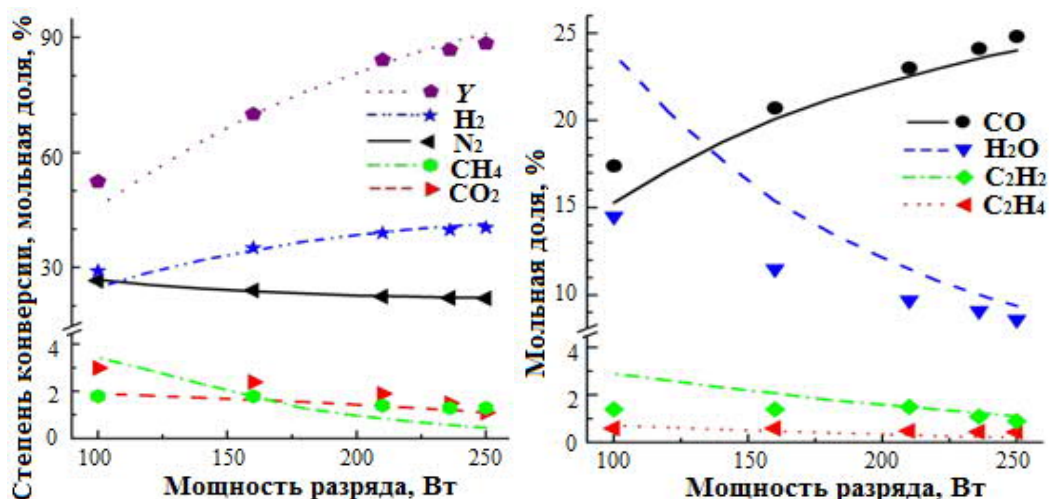 Степень конверсии, мольная доля, %
90
60
30
4
2
0
Y
H₂
N₂
CH₄
CO₂
100 150 200 250
Мощность разряда, Вт
Мольная доля, %
25
20
15
10
4
2
0
CO
H₂O
C₂H₂
C₂H₄
100 150 200 250
Мощность разряда, Вт